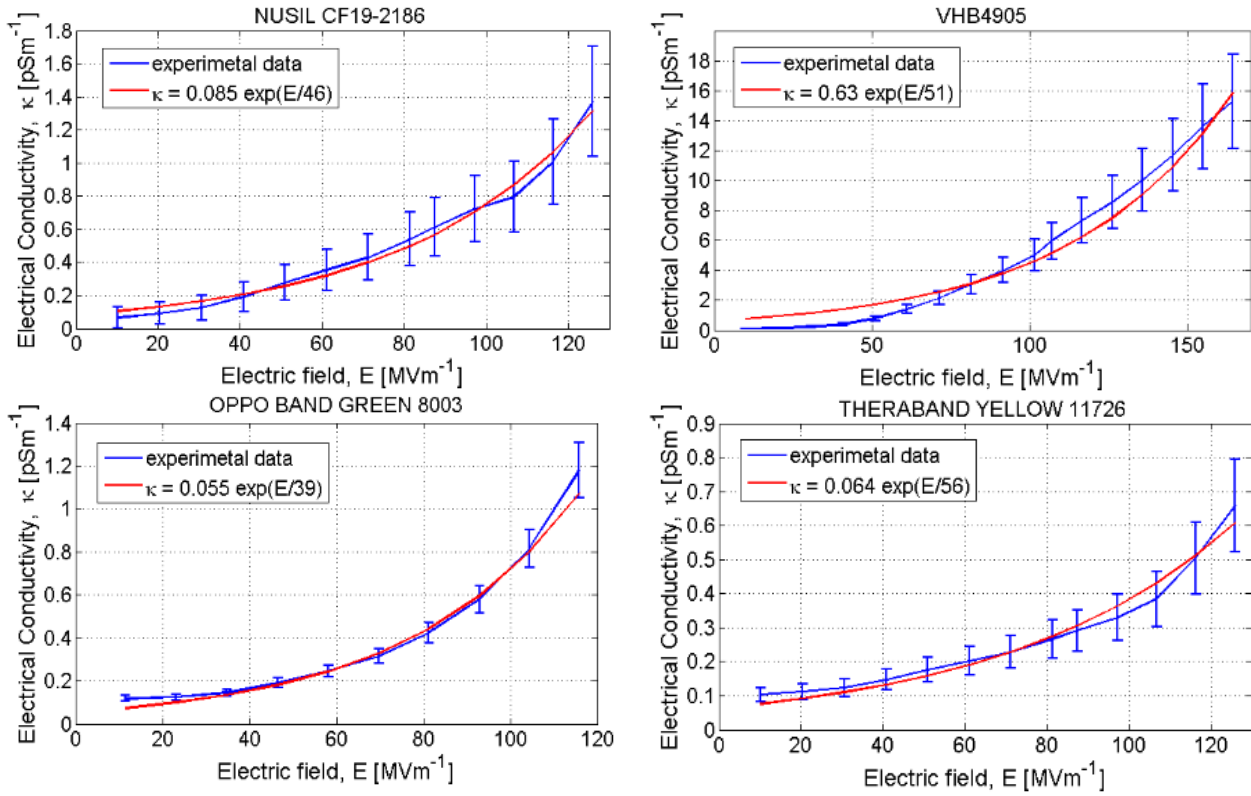 NUSIL CF19-2186
Electrical Conductivity, κ [pSm⁻¹]
1.8
1.6
1.4
1.2
1
0.8
0.6
0.4
0.2
0
experimetal data
κ = 0.085 exp(E/46)
0 20 40 60 80 100 120
Electric field, E [MVm⁻¹]
VHB4905
Electrical Conductivity, κ [pSm⁻¹]
18
16
14
12
10
8
6
4
2
0
experimetal data
κ = 0.63 exp(E/51)
0 50 100 150
Electric field, E [MVm⁻¹]
OPPO BAND GREEN 8003
Electrical Conductivity, κ [pSm⁻¹]
1.4
1.2
1
0.8
0.6
0.4
0.2
0
experimetal data
κ = 0.055 exp(E/39)
0 20 40 60 80 100 120
Electric field, E [MVm⁻¹]
THERABAND YELLOW 11726
Electrical Conductivity, κ [pSm⁻¹]
0.9
0.8
0.7
0.6
0.5
0.4
0.3
0.2
0.1
0
experimetal data
κ = 0.064 exp(E/56)
0 20 40 60 80 100 120
Electric field, E [MVm⁻¹]